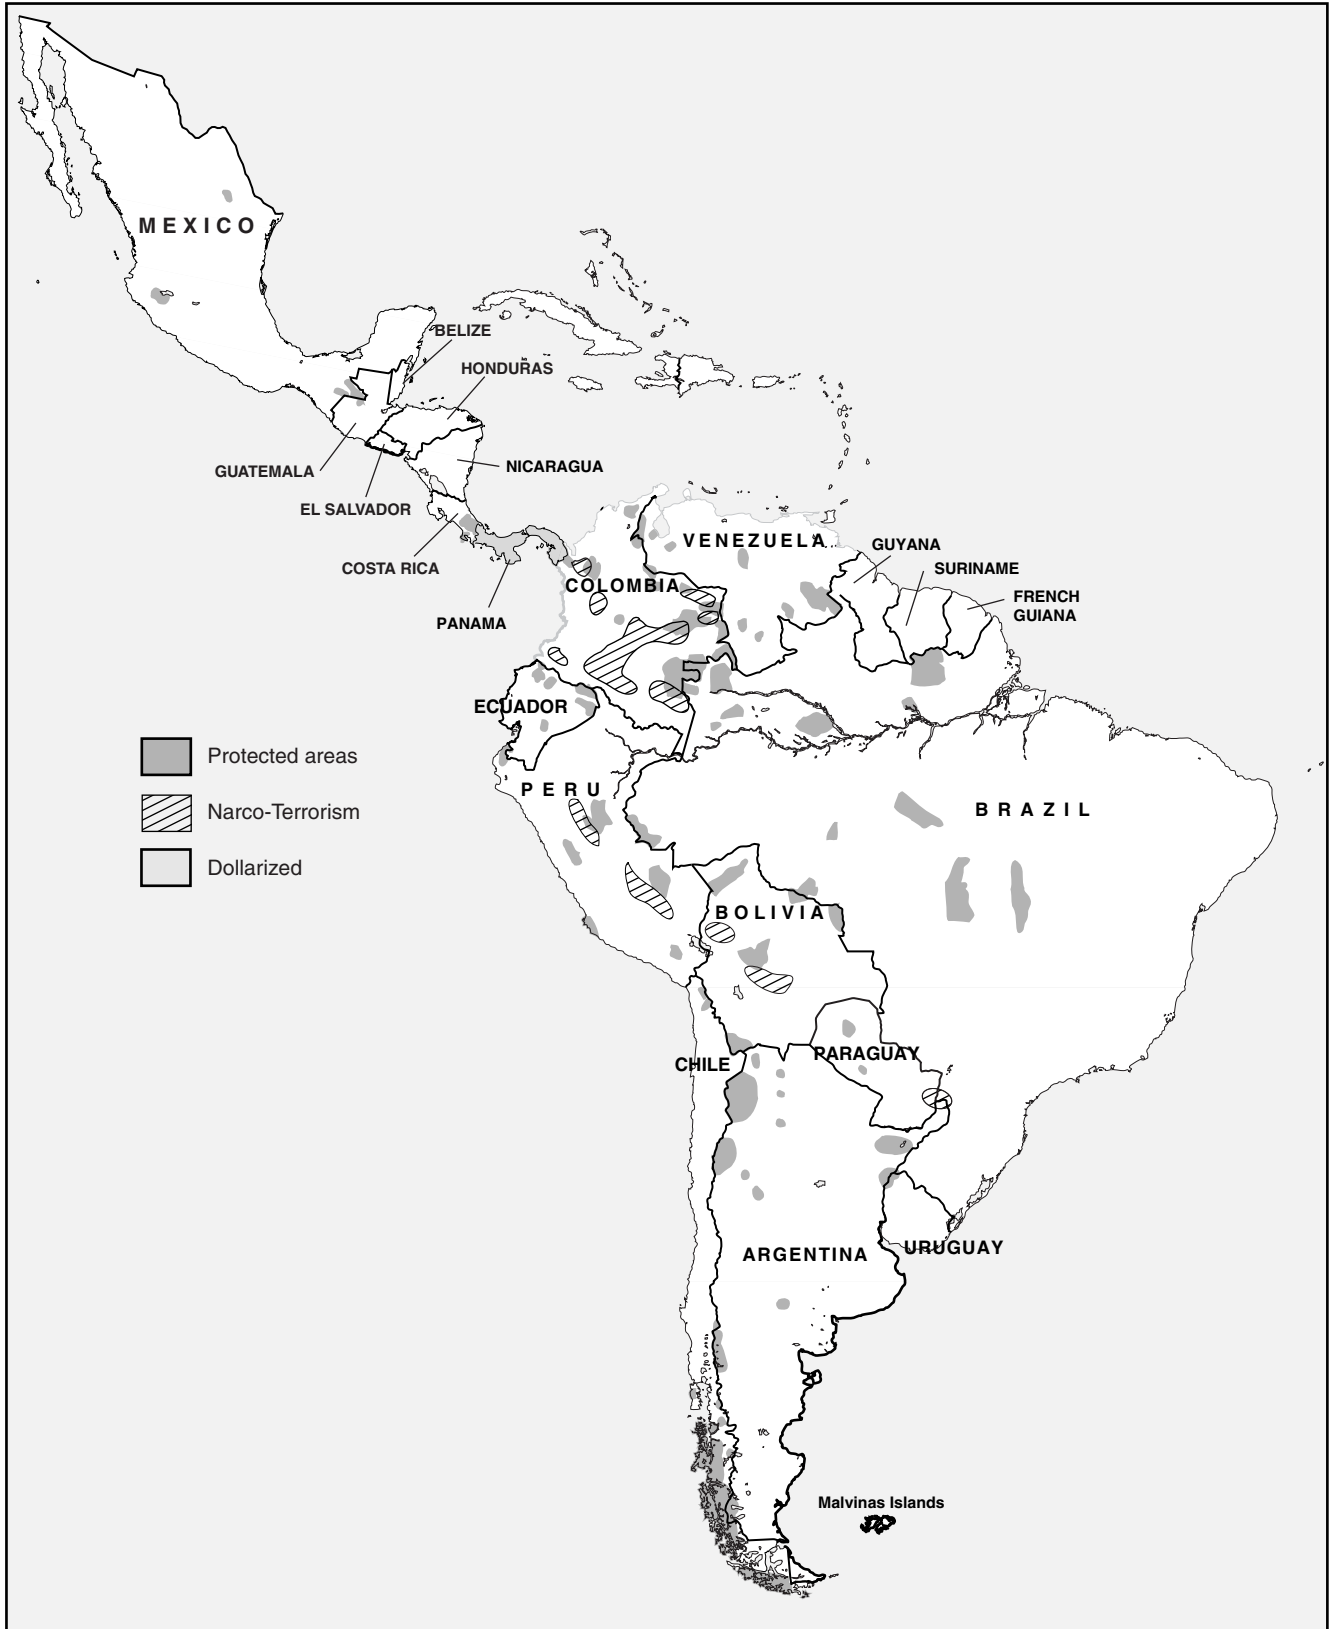 MEXICO
BELIZE
HONDURAS
GUATEMALA
NICARAGUA
EL SALVADOR
COSTA RICA
PANAMA
VENEZUELA
GUYANA
COLOMBIA
SURINAME
FRENCH
GUIANA
ECUADOR
Protected areas
PERU
Narco-Terrorism
BRAZIL
Dollarized
BOLIVIA
PARAGUAY
CHILE
ARGENTINA
URUGUAY
Malvinas Islands